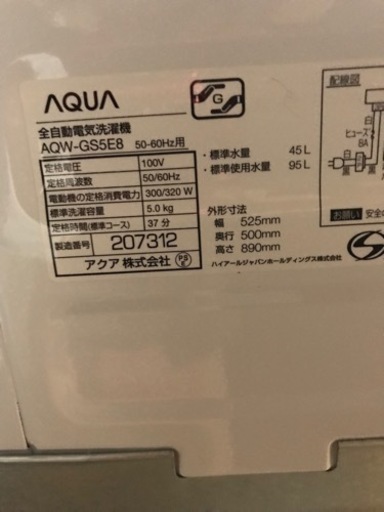 AQUA
G
全自動電気洗濯機
AQW-GS5E8 50-60Hz用
定格電圧 100V
定格周波数 50/60Hz
電動機の定格消費電力 300/320 W
標準洗濯容量 5.0 kg
定格時間(標準コース) 37 分
製造番号 207312
アクア 株式会社 PS E
・標準水量 45 L
・標準使用水量 95 L
外形寸法
幅 525mm
奥行 500mm
高さ 890mm
ハイアールジャパンホールディングス株式会社
配線図
白
ヒューズ
8A
白
黒
白
黒
お願い 安全の
S